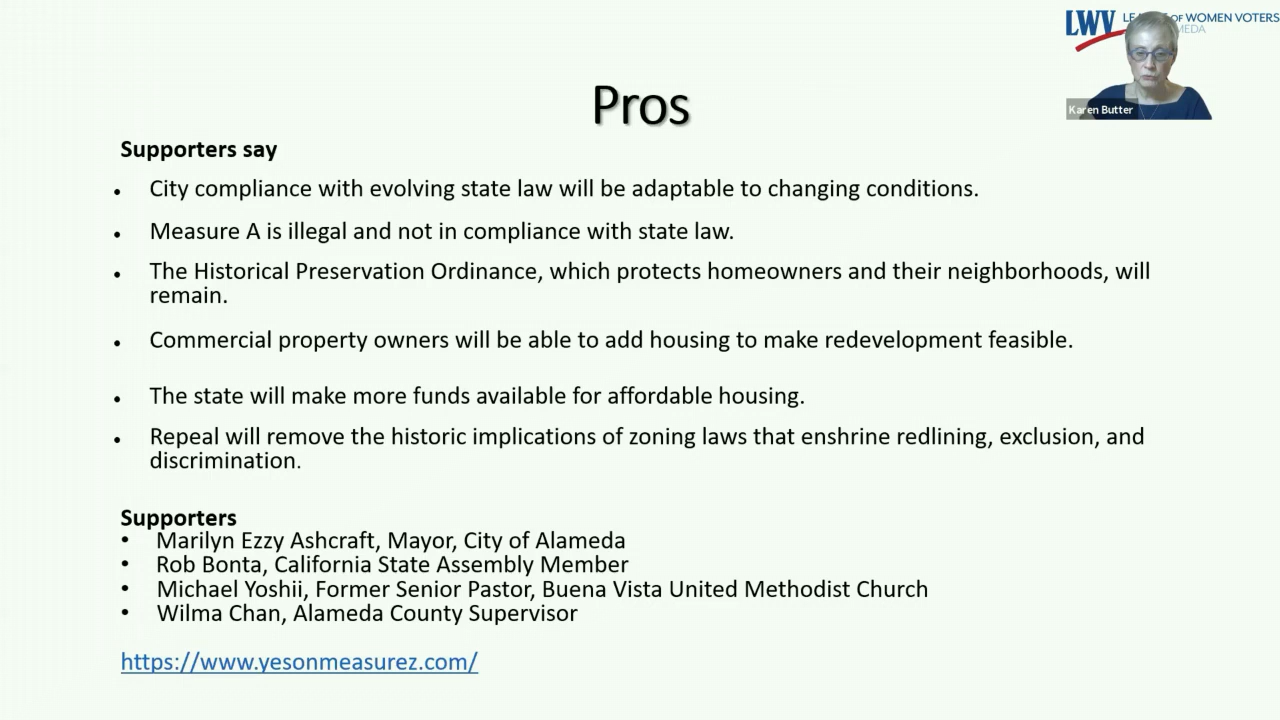 LWV LE OF WOMEN VOTERS
MEDA
Karen Butter
Pros
Supporters say
• City compliance with evolving state law will be adaptable to changing conditions.
• Measure A is illegal and not in compliance with state law.
• The Historical Preservation Ordinance, which protects homeowners and their neighborhoods, will
remain.
• Commercial property owners will be able to add housing to make redevelopment feasible.
• The state will make more funds available for affordable housing.
• Repeal will remove the historic implications of zoning laws that enshrine redlining, exclusion, and
discrimination.
Supporters
• Marilyn Ezzy Ashcraft, Mayor, City of Alameda
• Rob Bonta, California State Assembly Member
• Michael Yoshii, Former Senior Pastor, Buena Vista United Methodist Church
• Wilma Chan, Alameda County Supervisor
https://www.yesonmeasurez.com/